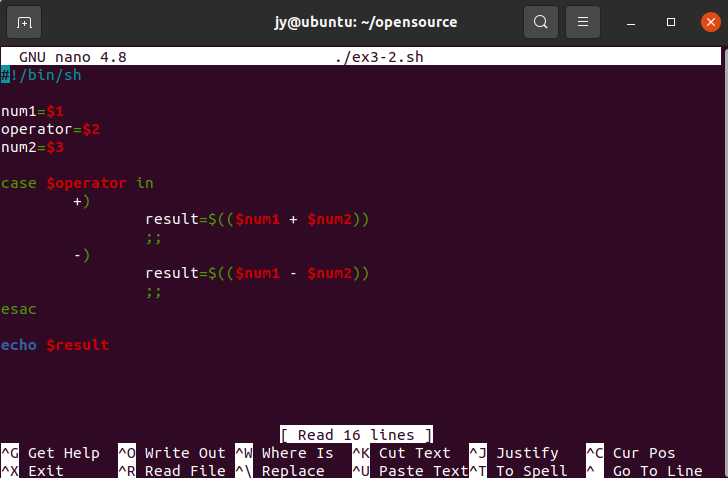 jy@ubuntu: ~/opensource
GNU nano 4.8 ./ex3-2.sh
#!/bin/sh
num1=$1
operator=$2
num2=$3
case $operator in
+)
result=$(($num1 + $num2))
;;
-)
result=$(($num1 - $num2))
;;
esac
echo $result
[ Read 16 lines ]
^G Get Help ^O Write Out ^W Where Is ^K Cut Text ^J Justify ^C Cur Pos
^X Exit ^R Read File ^\ Replace ^U Paste Text ^T To Spell ^_ Go To Line